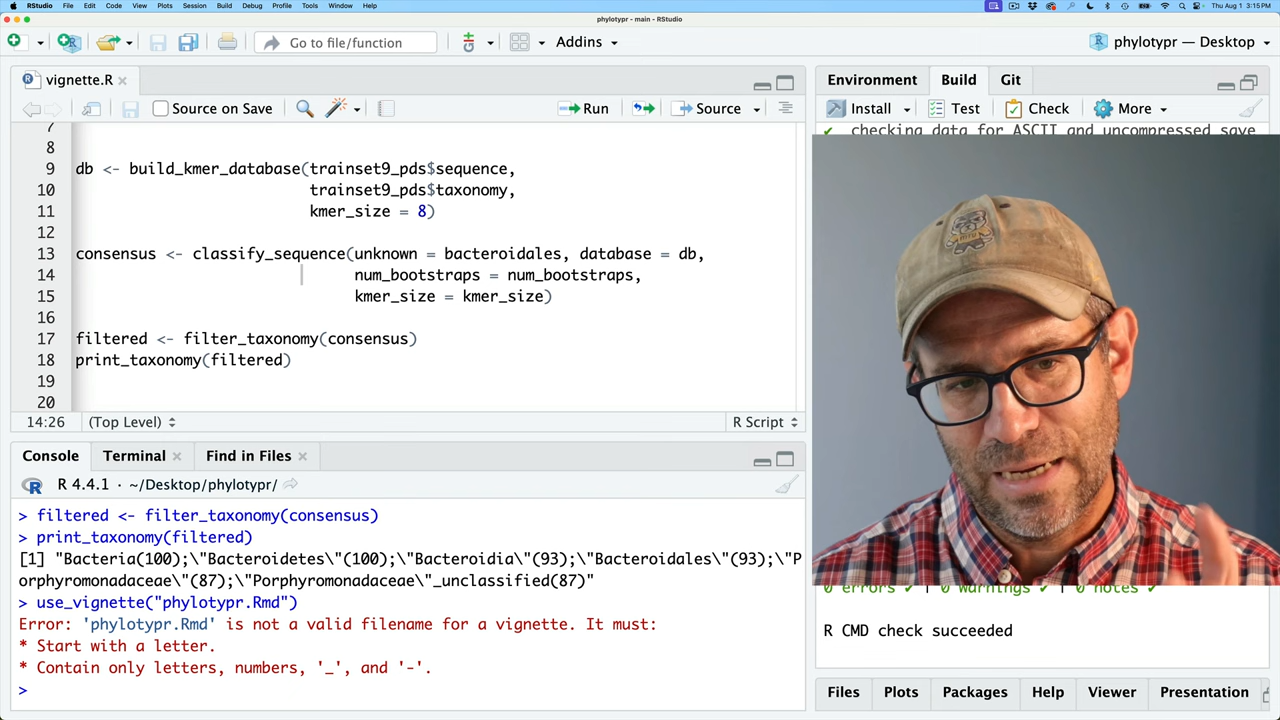 RStudio File Edit Code View Plots Session Build Debug Profile Tools Window Help Thu Aug 1 3:15 PM
phylotypr - main - RStudio
Go to file/function Addins phylotypr — Desktop
vignette.R
Source on Save Run Source
7
8
9 db <- build_kmer_database(trainset9_pds$sequence,
10 trainset9_pds$taxonomy,
11 kmer_size = 8)
12
13 consensus <- classify_sequence(unknown = bacteroidales, database = db,
14 num_bootstraps = num_bootstraps,
15 kmer_size = kmer_size)
16
17 filtered <- filter_taxonomy(consensus)
18 print_taxonomy(filtered)
19
20
14:26 (Top Level) R Script
Console Terminal Find in Files
R 4.4.1 · ~/Desktop/phylotypr/
> filtered <- filter_taxonomy(consensus)
> print_taxonomy(filtered)
[1] "Bacteria(100);\"Bacteroidetes\"(100);\"Bacteroidia\"(93);\"Bacteroidales\"(93);\"P
orphyromonadaceae\"(87);\"Porphyromonadaceae\"_unclassified(87)"
> use_vignette("phylotypr.Rmd")
Error: 'phylotypr.Rmd' is not a valid filename for a vignette. It must:
* Start with a letter.
* Contain only letters, numbers, '_', and '-'.
>
Environment Build Git
Install Test Check More
✔ checking data for ASCII and uncompressed save
0 errors ✔ | 0 warnings ✔ | 0 notes ✔
R CMD check succeeded
Files Plots Packages Help Viewer Presentation